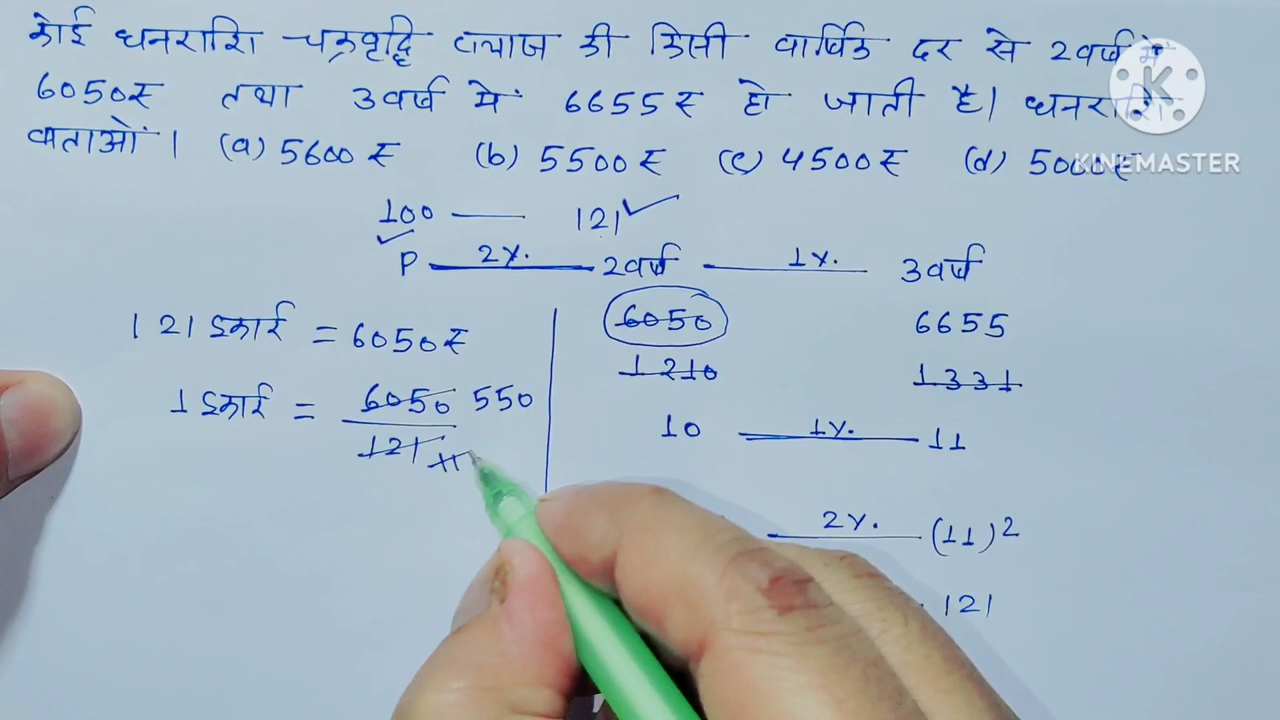 कोई धनराशि चक्रवृद्धि ब्याज की किसी वार्षिक दर से 2वर्ष में
6050₹ तथा 3वर्ष में 6655₹ हो जाती है। धनराशि
बताओं। (a) 5600₹ (b) 5500₹ (c) 4500₹ (d) 5000₹
KINEMASTER
100 — 121✓
P 2Y. 2वर्ष 1Y. 3वर्ष
121 इकाई = 6050₹
6050 6655
1210 1331
1 इकाई = 6050 550
121 11
10 1Y. 11
2Y. (11)2
121